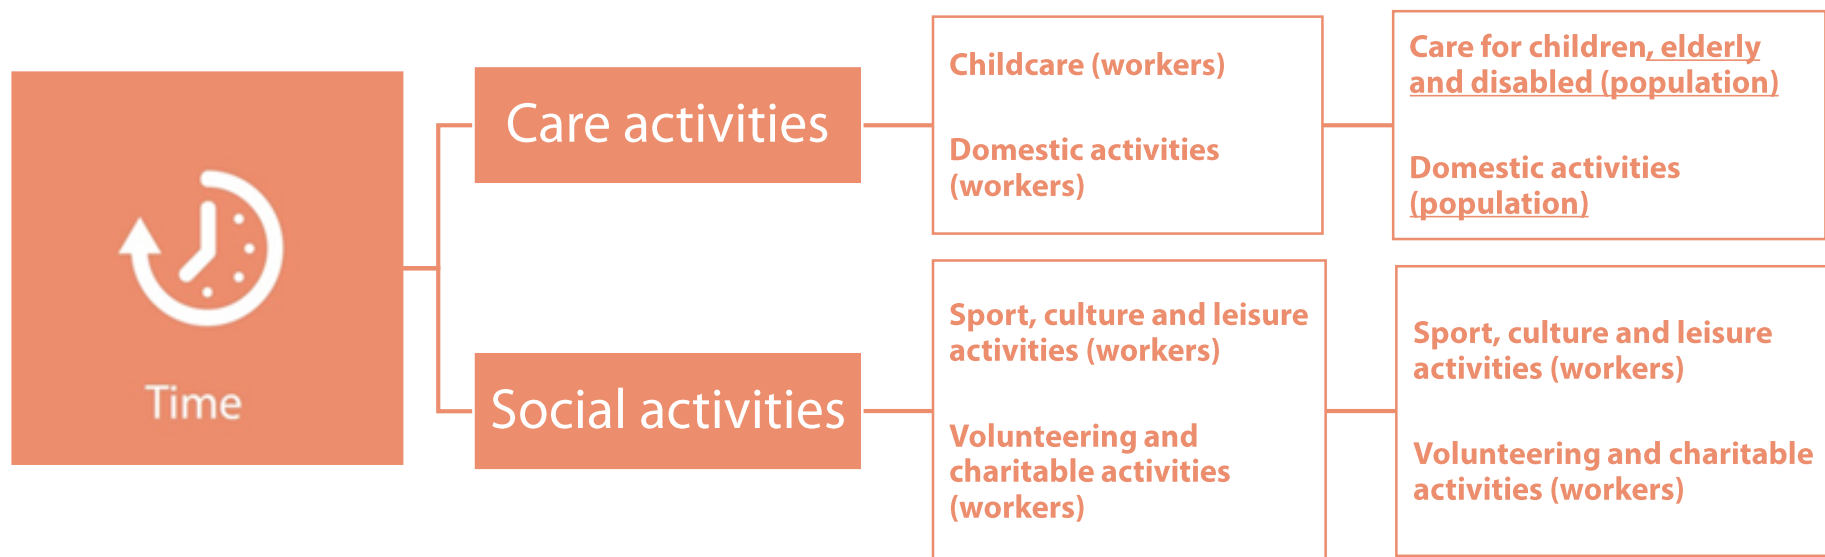 Time
Care activities
Childcare (workers)
Domestic activities
(workers)
Care for children, elderly
and disabled (population)
Domestic activities
(population)
Social activities
Sport, culture and leisure
activities (workers)
Volunteering and
charitable activities
(workers)
Sport, culture and leisure
activities (workers)
Volunteering and charitable
activities (workers)